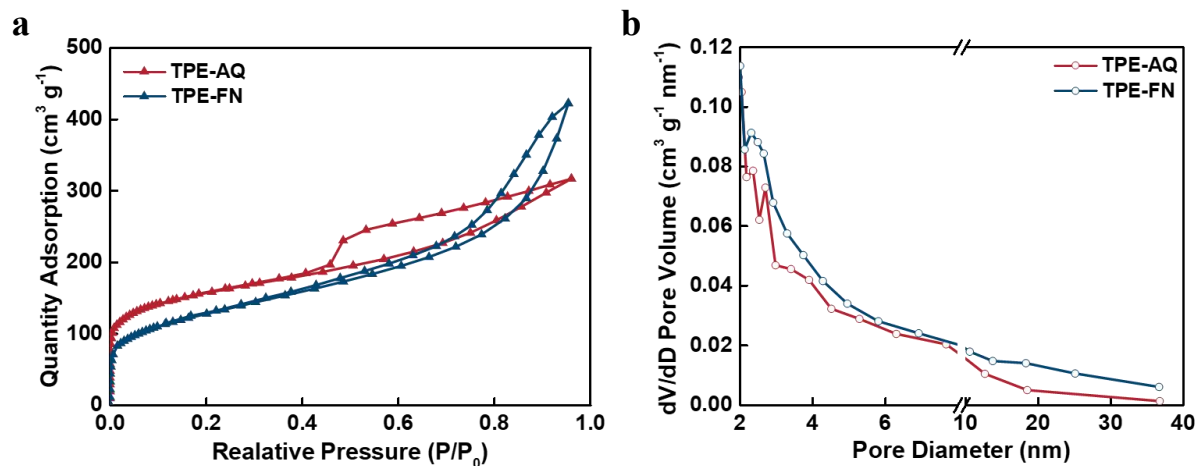 a
500
400
300
200
100
0
Quantity Adsorption (cm³ g⁻¹)
TPE-AQ
TPE-FN
0.0 0.2 0.4 0.6 0.8 1.0
Realative Pressure (P/P₀)
b
0.12
0.10
0.08
0.06
0.04
0.02
0.00
dV/dD Pore Volume (cm³ g⁻¹ nm⁻¹)
TPE-AQ
TPE-FN
2 4 6 10 20 30 40
Pore Diameter (nm)